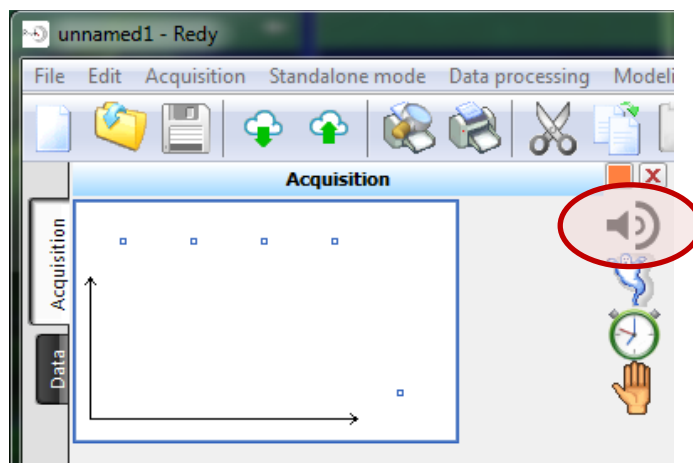 unnamed1 - Redy
File Edit Acquisition Standalone mode Data processing Modeli
Acquisition
Acquisition
Data